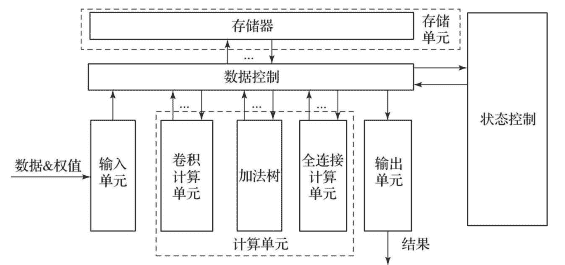 存储器
存储
单元
...
数据控制
状态控制
...
...
...
数据&权值
输入
单元
卷积
计算
单元
加法树
全连接
计算
单元
输出
单元
计算单元
结果